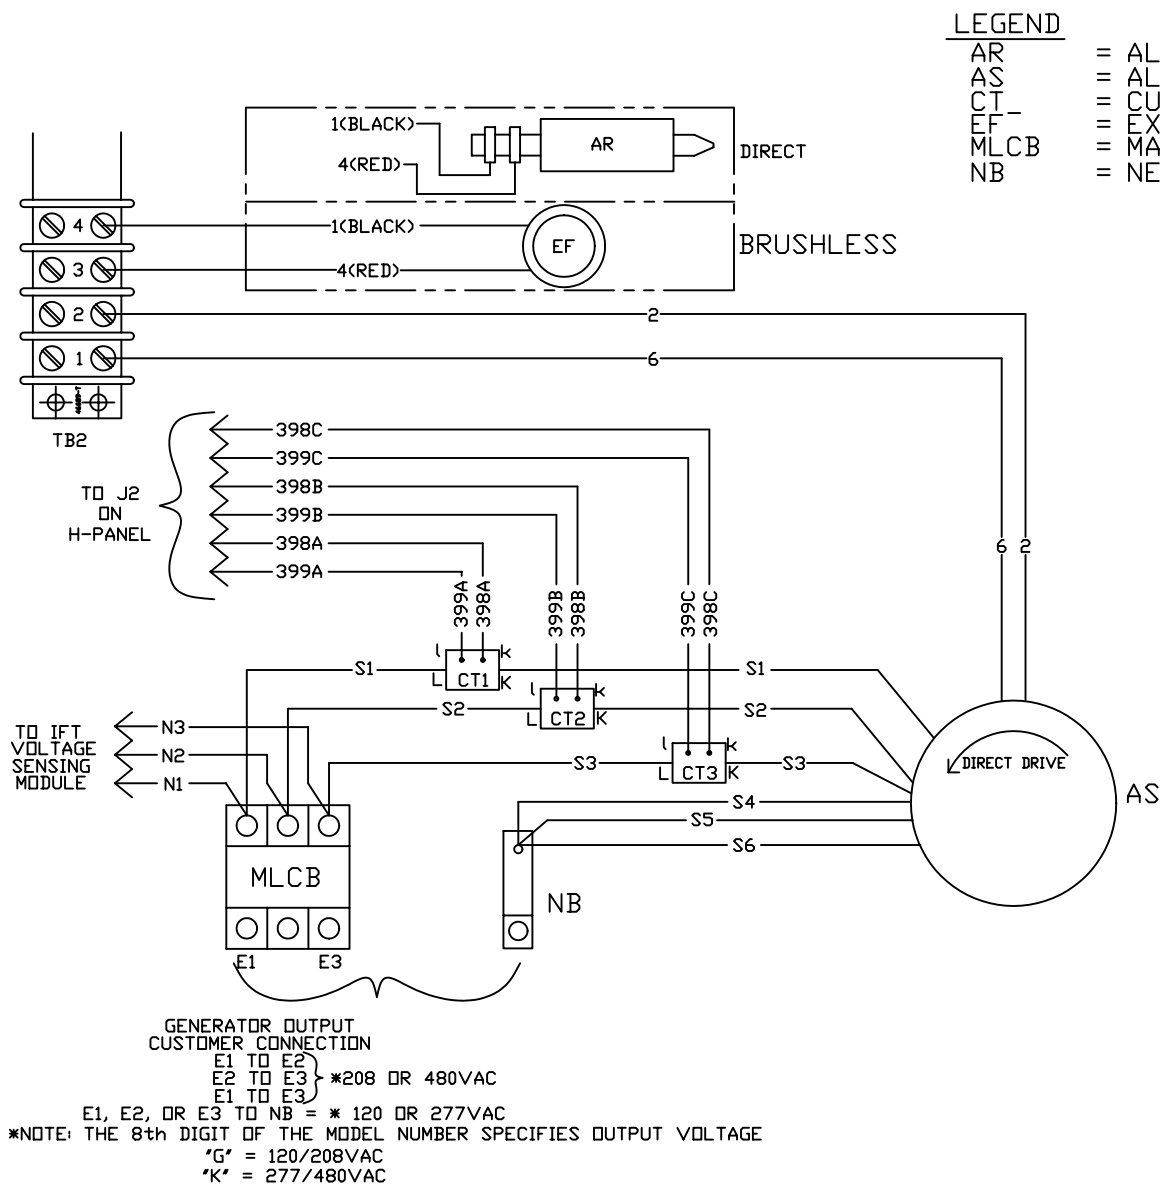 LEGEND
AR = AL
AS = AL
CT_ = CU
EF = EX
MLCB = MA
NB = NE
1(BLACK)
4(RED)
AR
DIRECT
4
1(BLACK)
EF
BRUSHLESS
3
4(RED)
2
2
1
6
TB2
398C
399C
398B
399B
398A
399A
TO J2
ON
H-PANEL
6 2
399A
398A
399B
398B
399C
398C
l k
L CT1 K
S1
S1
l k
L CT2 K
S2
S2
l k
L CT3 K
S3
S3
TO IFT
VOLTAGE
SENSING
MODULE
N3
N2
N1
DIRECT DRIVE
AS
S4
S5
S6
MLCB
NB
E1 E3
GENERATOR OUTPUT
CUSTOMER CONNECTION
E1 TO E2
E2 TO E3 *208 OR 480VAC
E1 TO E3
E1, E2, OR E3 TO NB = * 120 OR 277VAC
*NOTE: THE 8th DIGIT OF THE MODEL NUMBER SPECIFIES OUTPUT VOLTAGE
"G" = 120/208VAC
"K" = 277/480VAC